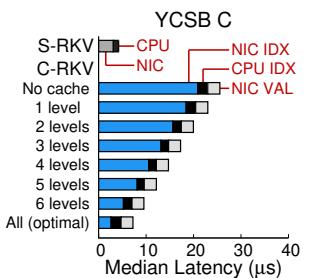 YCSB C
S-RKV
CPU
NIC IDX
C-RKV
NIC
CPU IDX
No cache
NIC VAL
1 level
2 levels
3 levels
4 levels
5 levels
6 levels
All (optimal)
0 10 20 30 40
Median Latency (μs)